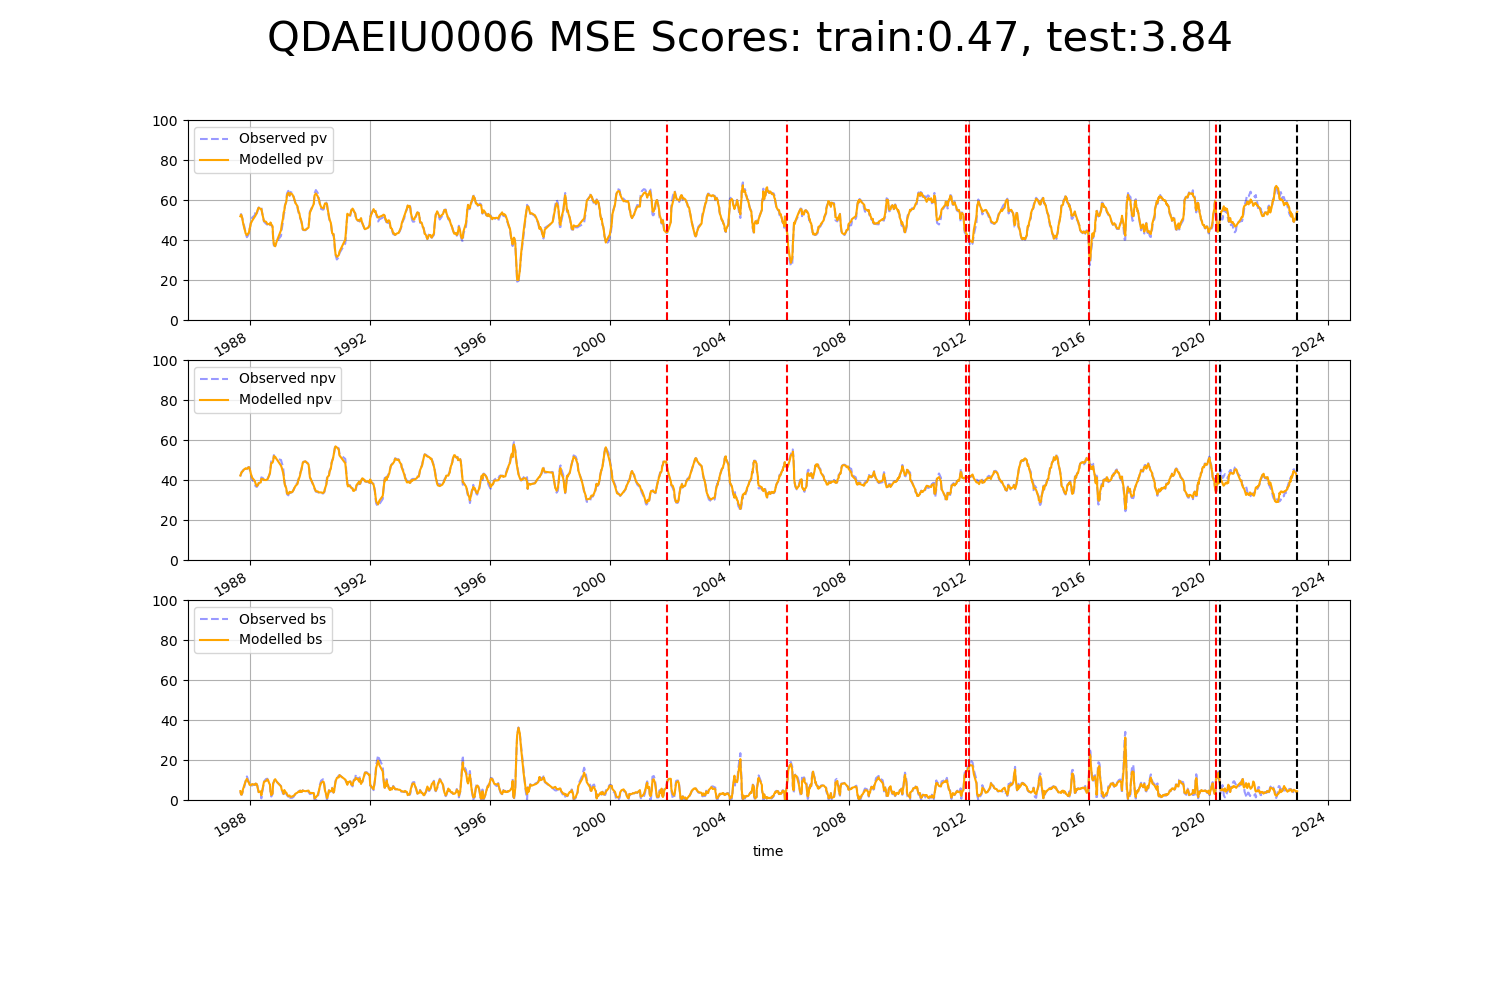 QDAEIU0006 MSE Scores: train:0.47, test:3.84
100
80
60
40
20
0
Observed pv
Modelled pv
1988 1992 1996 2000 2004 2008 2012 2016 2020 2024
100
80
60
40
20
0
Observed npv
Modelled npv
1988 1992 1996 2000 2004 2008 2012 2016 2020 2024
100
80
60
40
20
0
Observed bs
Modelled bs
1988 1992 1996 2000 2004 2008 2012 2016 2020 2024
time